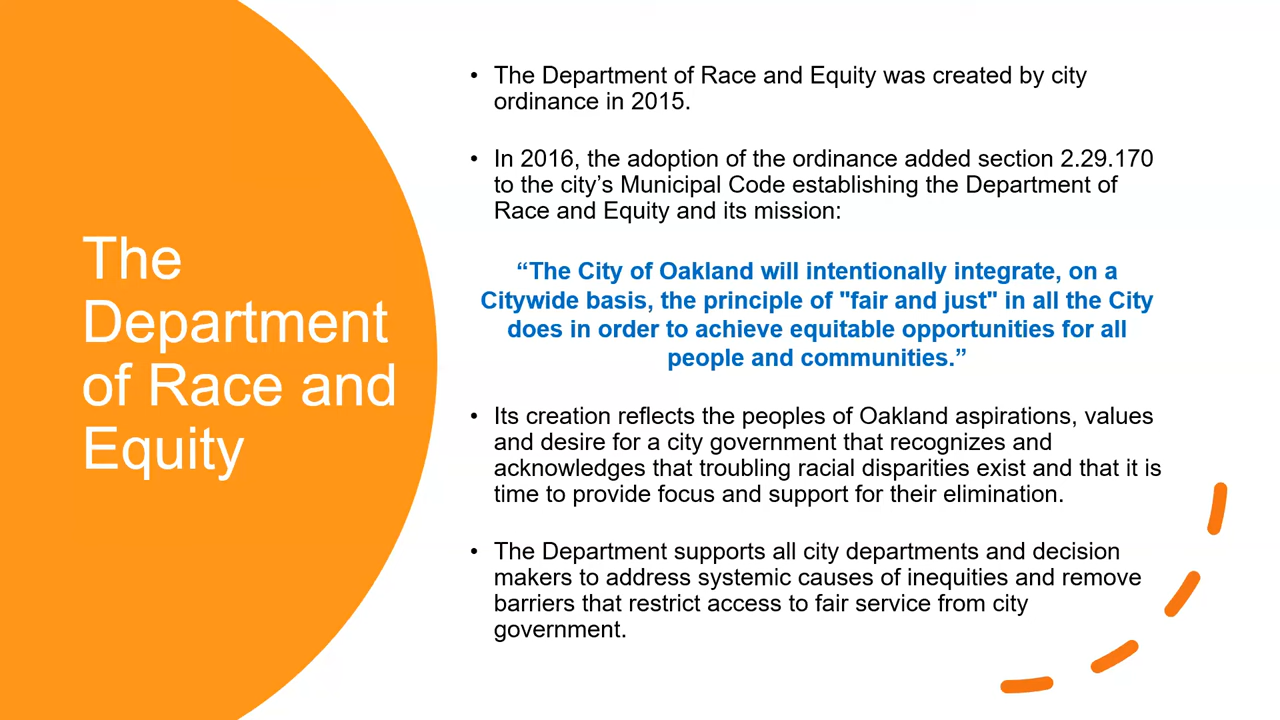 The
Department
of Race and
Equity
• The Department of Race and Equity was created by city
ordinance in 2015.
• In 2016, the adoption of the ordinance added section 2.29.170
to the city’s Municipal Code establishing the Department of
Race and Equity and its mission:
“The City of Oakland will intentionally integrate, on a
Citywide basis, the principle of "fair and just" in all the City
does in order to achieve equitable opportunities for all
people and communities.”
• Its creation reflects the peoples of Oakland aspirations, values
and desire for a city government that recognizes and
acknowledges that troubling racial disparities exist and that it is
time to provide focus and support for their elimination.
• The Department supports all city departments and decision
makers to address systemic causes of inequities and remove
barriers that restrict access to fair service from city
government.